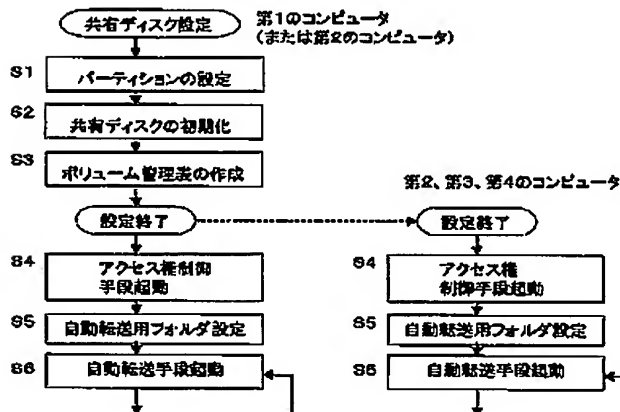 共有ディスク設定
第1のコンピュータ
(または第2のコンピュータ)
S1
パーティションの設定
S2
共有ディスクの初期化
S3
ボリューム管理表の作成
第2、第3、第4のコンピュータ
設定終了
設定終了
S4
アクセス権制御
手段起動
S4
アクセス権
制御手段起動
S5
自動転送用フォルダ設定
S5
自動転送用フォルダ設定
S6
自動転送手段起動
S6
自動転送手段起動